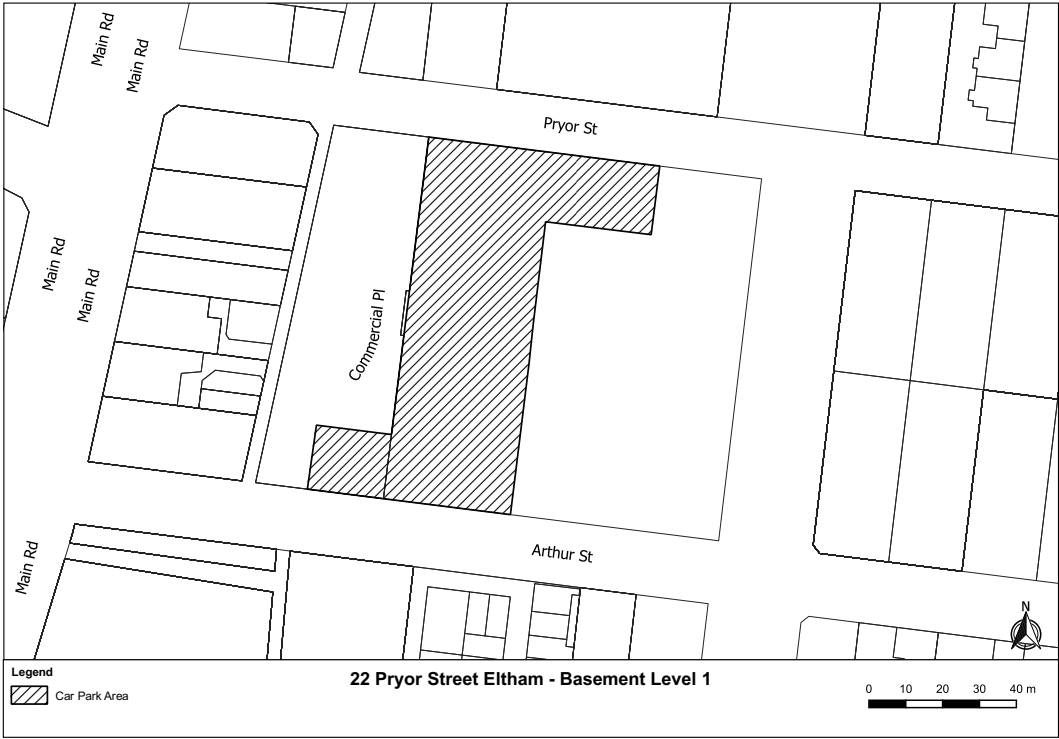 Main Rd
Main Rd
Pryor St
Main Rd
Main Rd
Commercial Pl
Arthur St
Main Rd
N
Legend
Car Park Area
22 Pryor Street Eltham - Basement Level 1
0 10 20 30 40 m